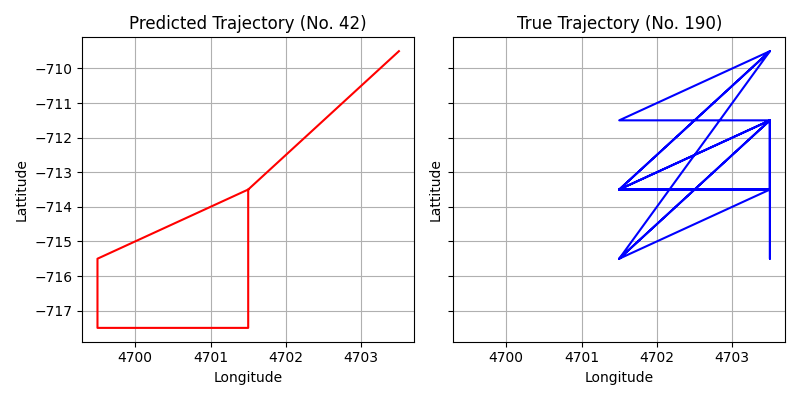 Predicted Trajectory (No. 42)
True Trajectory (No. 190)
−710
−711
−712
−713
−714
−715
−716
−717
Lattitude
Lattitude
4700
4701
4702
4703
4700
4701
4702
4703
Longitude
Longitude